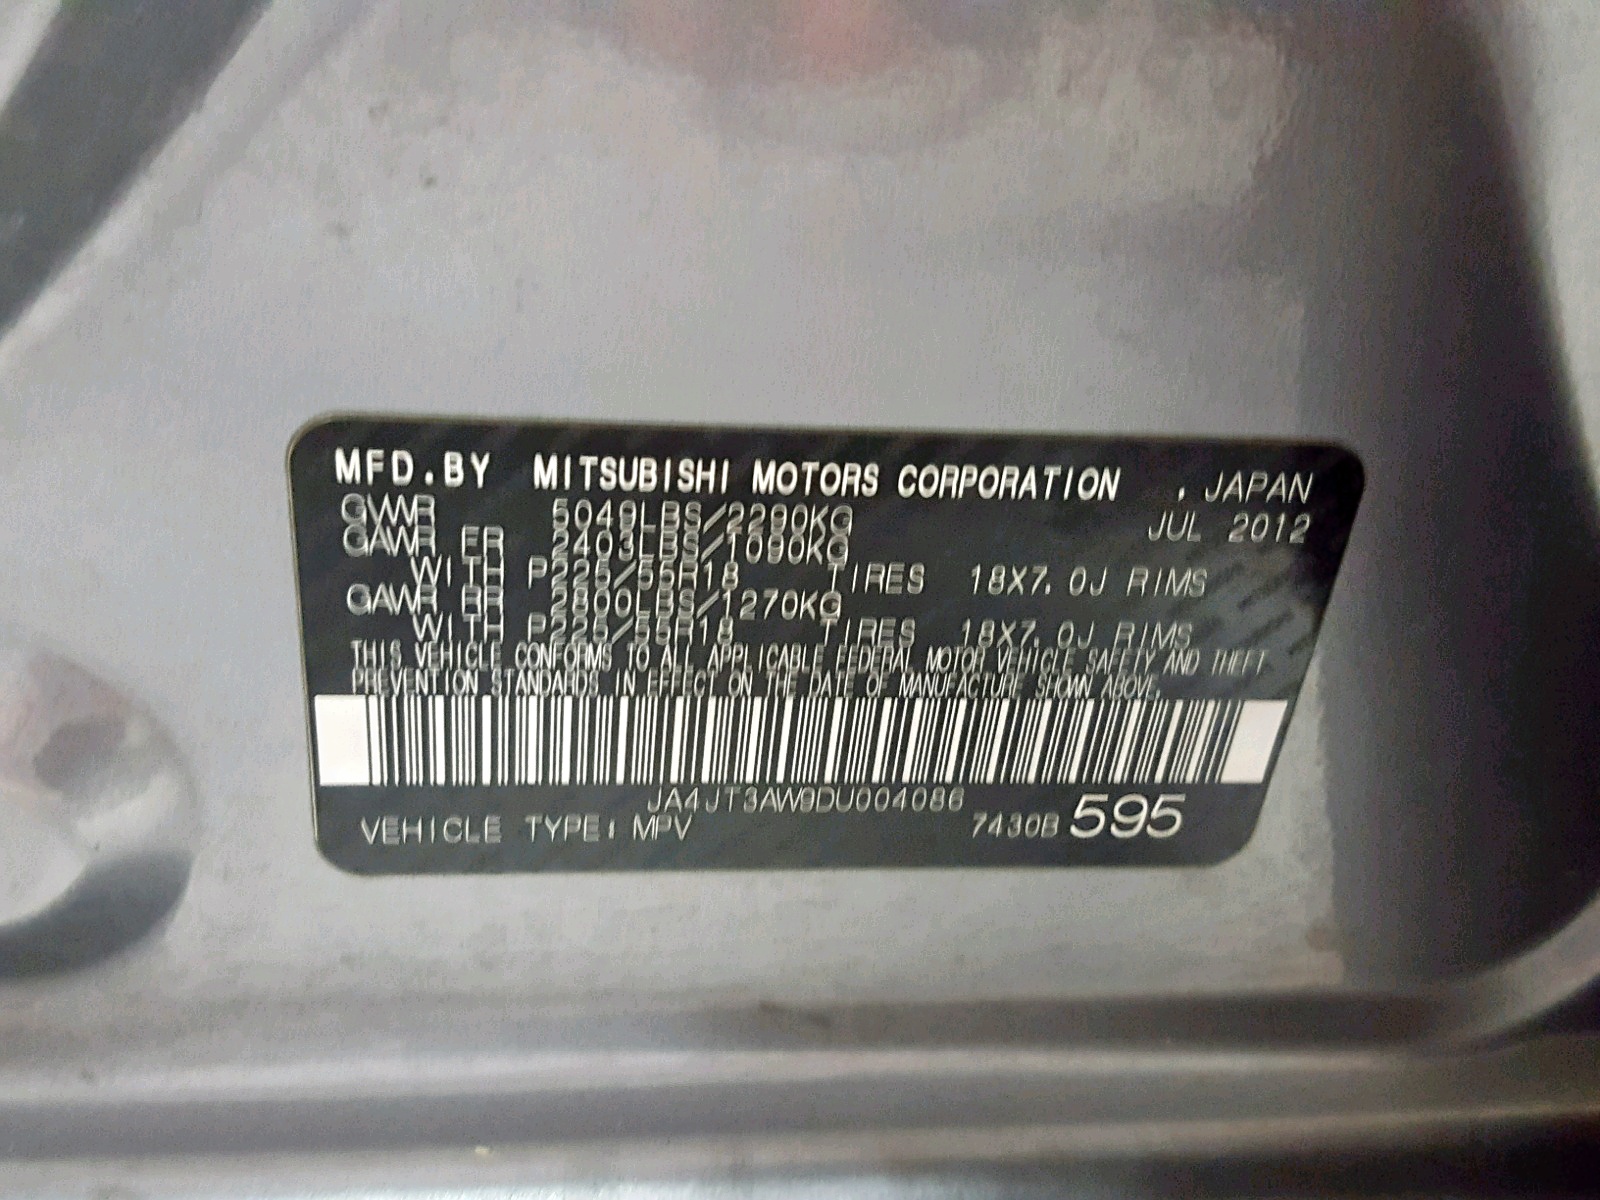 MFD.BY MITSUBISHI MOTORS CORPORATION , JAPAN
GVWR 5049LBS/2290KG JUL 2012
GAWR FR 2403LBS/1090KG
WITH P225/55R18 TIRES 18X7.0J RIMS
GAWR RR 2800LBS/1270KG
WITH P225/55R18 TIRES 18X7.0J RIMS
THIS VEHICLE CONFORMS TO ALL APPLICABLE FEDERAL MOTOR VEHICLE SAFETY AND THEFT
PREVENTION STANDARDS IN EFFECT ON THE DATE OF MANUFACTURE SHOWN ABOVE.
JA4JT3AW9DU004086
VEHICLE TYPE: MPV 7430B 595